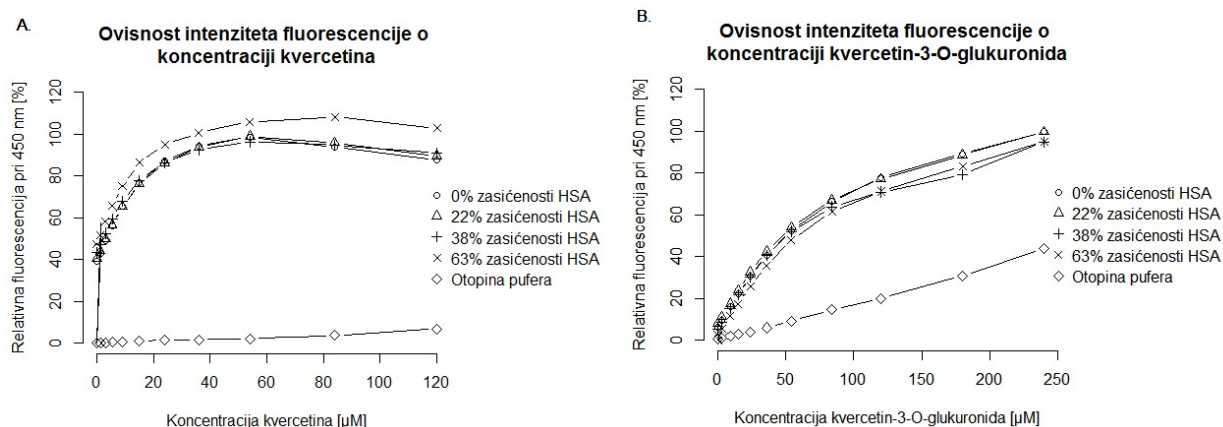 A.
Ovisnost intenziteta fluorescencije o
koncentraciji kvercetina
Relativna fluorescencija pri 450 nm [%]
120
100
80
60
40
20
0
0% zasićenosti HSA
22% zasićenosti HSA
38% zasićenosti HSA
63% zasićenosti HSA
Otopina pufera
0 20 40 60 80 100 120
Koncentracija kvercetina [µM]
B.
Ovisnost intenziteta fluorescencije o
koncentraciji kvercetin-3-O-glukuronida
Relativna fluorescencija pri 450 nm [%]
120
100
80
60
40
20
0
0% zasićenosti HSA
22% zasićenosti HSA
38% zasićenosti HSA
63% zasićenosti HSA
Otopina pufera
0 50 100 150 200 250
Koncentracija kvercetin-3-O-glukuronida [µM]